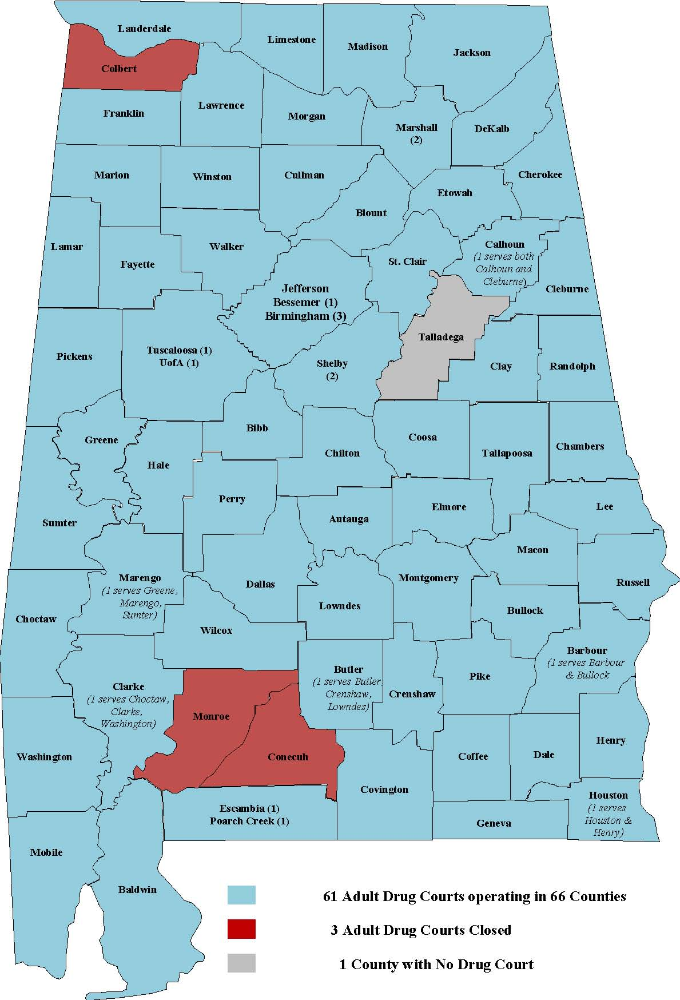 Lauderdale
Limestone
Madison
Jackson
Colbert
Franklin
Lawrence
Morgan
Marshall
(2)
DeKalb
Marion
Winston
Cullman
Cherokee
Etowah
Blount
Lamar
Fayette
Walker
St. Clair
Calhoun
(1 serves both
Calhoun and
Cleburne)
Cleburne
Jefferson
Bessemer (1)
Birmingham (3)
Talladega
Pickens
Tuscaloosa (1)
UofA (1)
Shelby
(2)
Clay
Randolph
Greene
Bibb
Coosa
Chilton
Tallapoosa
Chambers
Hale
Perry
Elmore
Lee
Sumter
Autauga
Macon
Marengo
(1 serves Greene,
Marengo,
Sumter)
Dallas
Montgomery
Russell
Lowndes
Bullock
Choctaw
Wilcox
Barbour
(1 serves Barbour
& Bullock
Butler
(1 serves Butler,
Crenshaw,
Lowndes)
Pike
Crenshaw
Clarke
(1 serves Choctaw,
Clarke,
Washington)
Monroe
Henry
Washington
Conecuh
Coffee
Dale
Covington
Houston
(1 serves
Houston &
Henry)
Escambia (1)
Poarch Creek (1)
Geneva
Mobile
Baldwin
61 Adult Drug Courts operating in 66 Counties
3 Adult Drug Courts Closed
1 County with No Drug Court